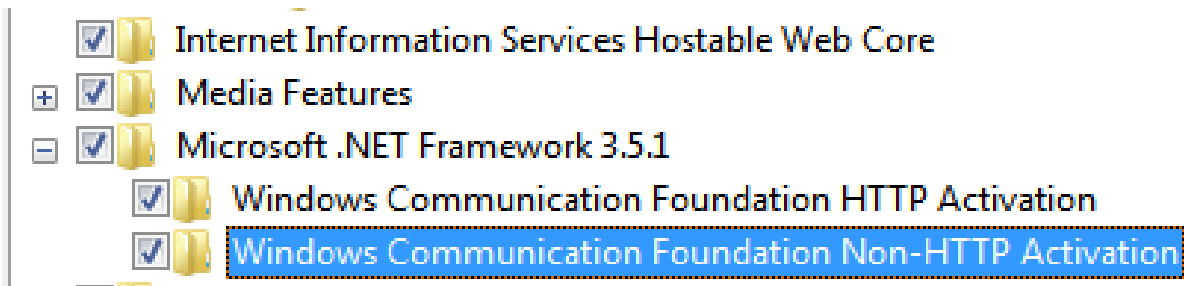 Internet Information Services Hostable Web Core
Media Features
Microsoft .NET Framework 3.5.1
Windows Communication Foundation HTTP Activation
Windows Communication Foundation Non-HTTP Activation